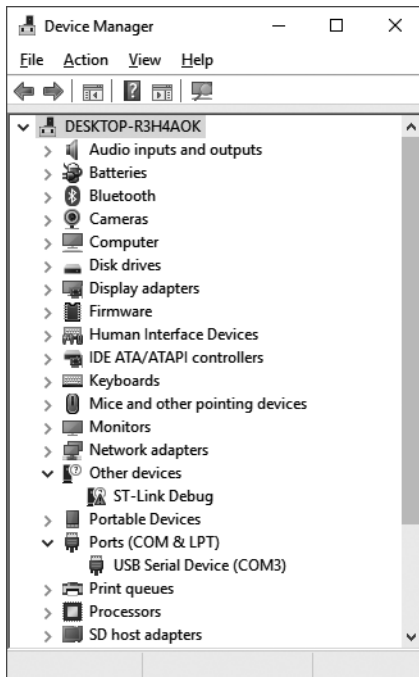 Device Manager
File Action View Help
DESKTOP-R3H4AOK
Audio inputs and outputs
Batteries
Bluetooth
Cameras
Computer
Disk drives
Display adapters
Firmware
Human Interface Devices
IDE ATA/ATAPI controllers
Keyboards
Mice and other pointing devices
Monitors
Network adapters
Other devices
ST-Link Debug
Portable Devices
Ports (COM & LPT)
USB Serial Device (COM3)
Print queues
Processors
SD host adapters